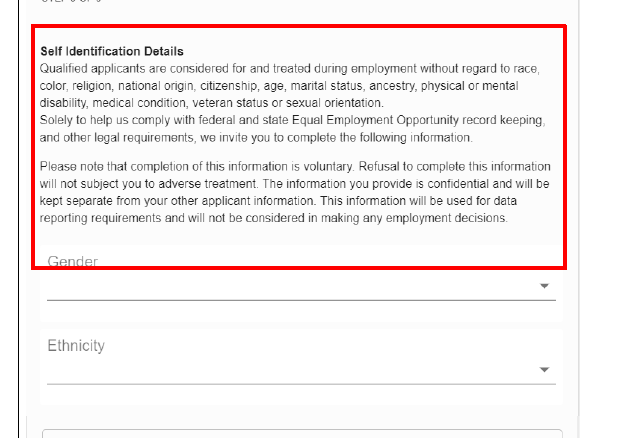 Self Identification Details
Qualified applicants are considered for and treated during employment without regard to race,
color, religion, national origin, citizenship, age, marital status, ancestry, physical or mental
disability, medical condition, veteran status or sexual orientation.
Solely to help us comply with federal and state Equal Employment Opportunity record keeping,
and other legal requirements, we invite you to complete the following information.
Please note that completion of this information is voluntary. Refusal to complete this information
will not subject you to adverse treatment. The information you provide is confidential and will be
kept separate from your other applicant information. This information will be used for data
reporting requirements and will not be considered in making any employment decisions.
Gender
Ethnicity